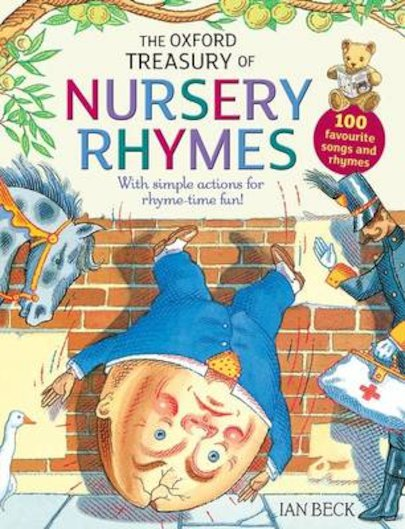 THE OXFORD
TREASURY OF
NURSERY
RHYMES
With simple actions for
rhyme-time fun!
100
favourite
songs and
rhymes
IAN BECK